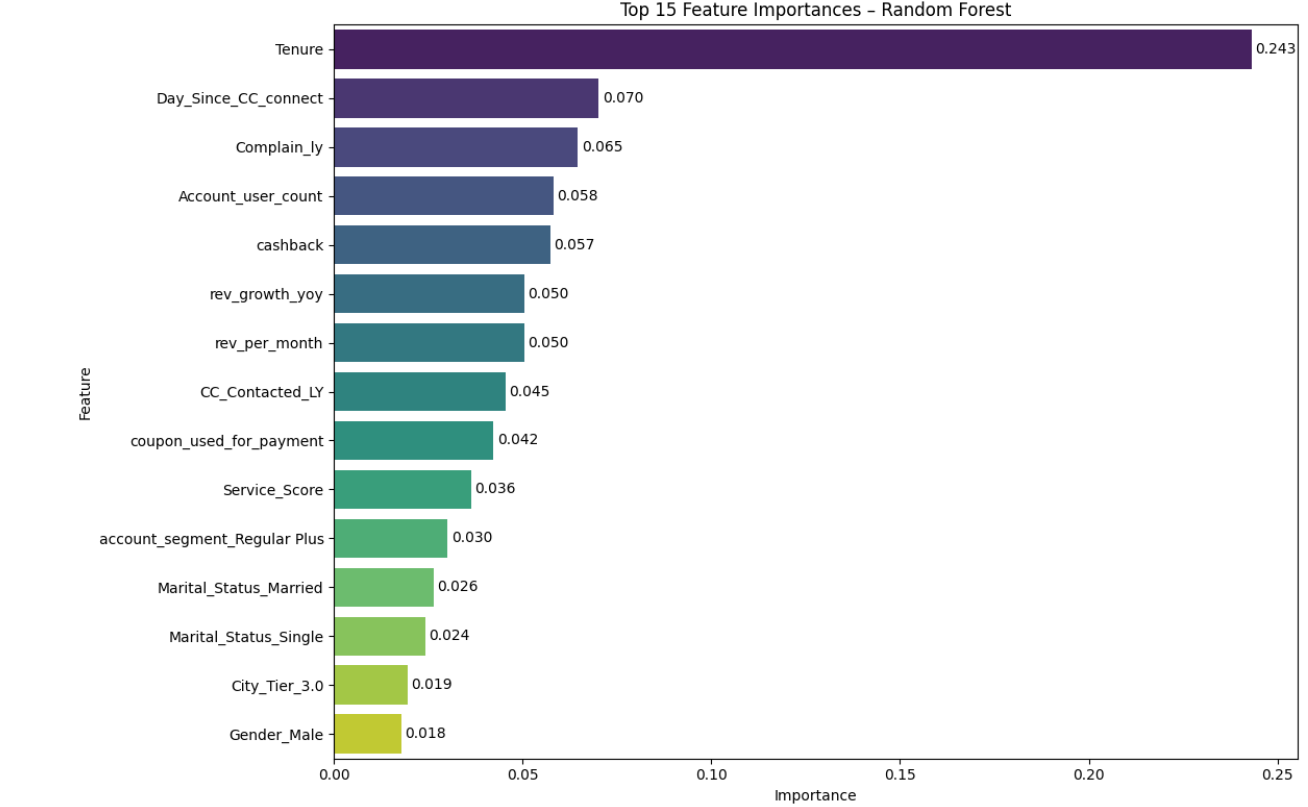 Top 15 Feature Importances – Random Forest
Tenure 0.243
Day_Since_CC_connect 0.070
Complain_ly 0.065
Account_user_count 0.058
cashback 0.057
rev_growth_yoy 0.050
rev_per_month 0.050
CC_Contacted_LY 0.045
coupon_used_for_payment 0.042
Service_Score 0.036
account_segment_Regular Plus 0.030
Marital_Status_Married 0.026
Marital_Status_Single 0.024
City_Tier_3.0 0.019
Gender_Male 0.018
Feature
0.00 0.05 0.10 0.15 0.20 0.25
Importance